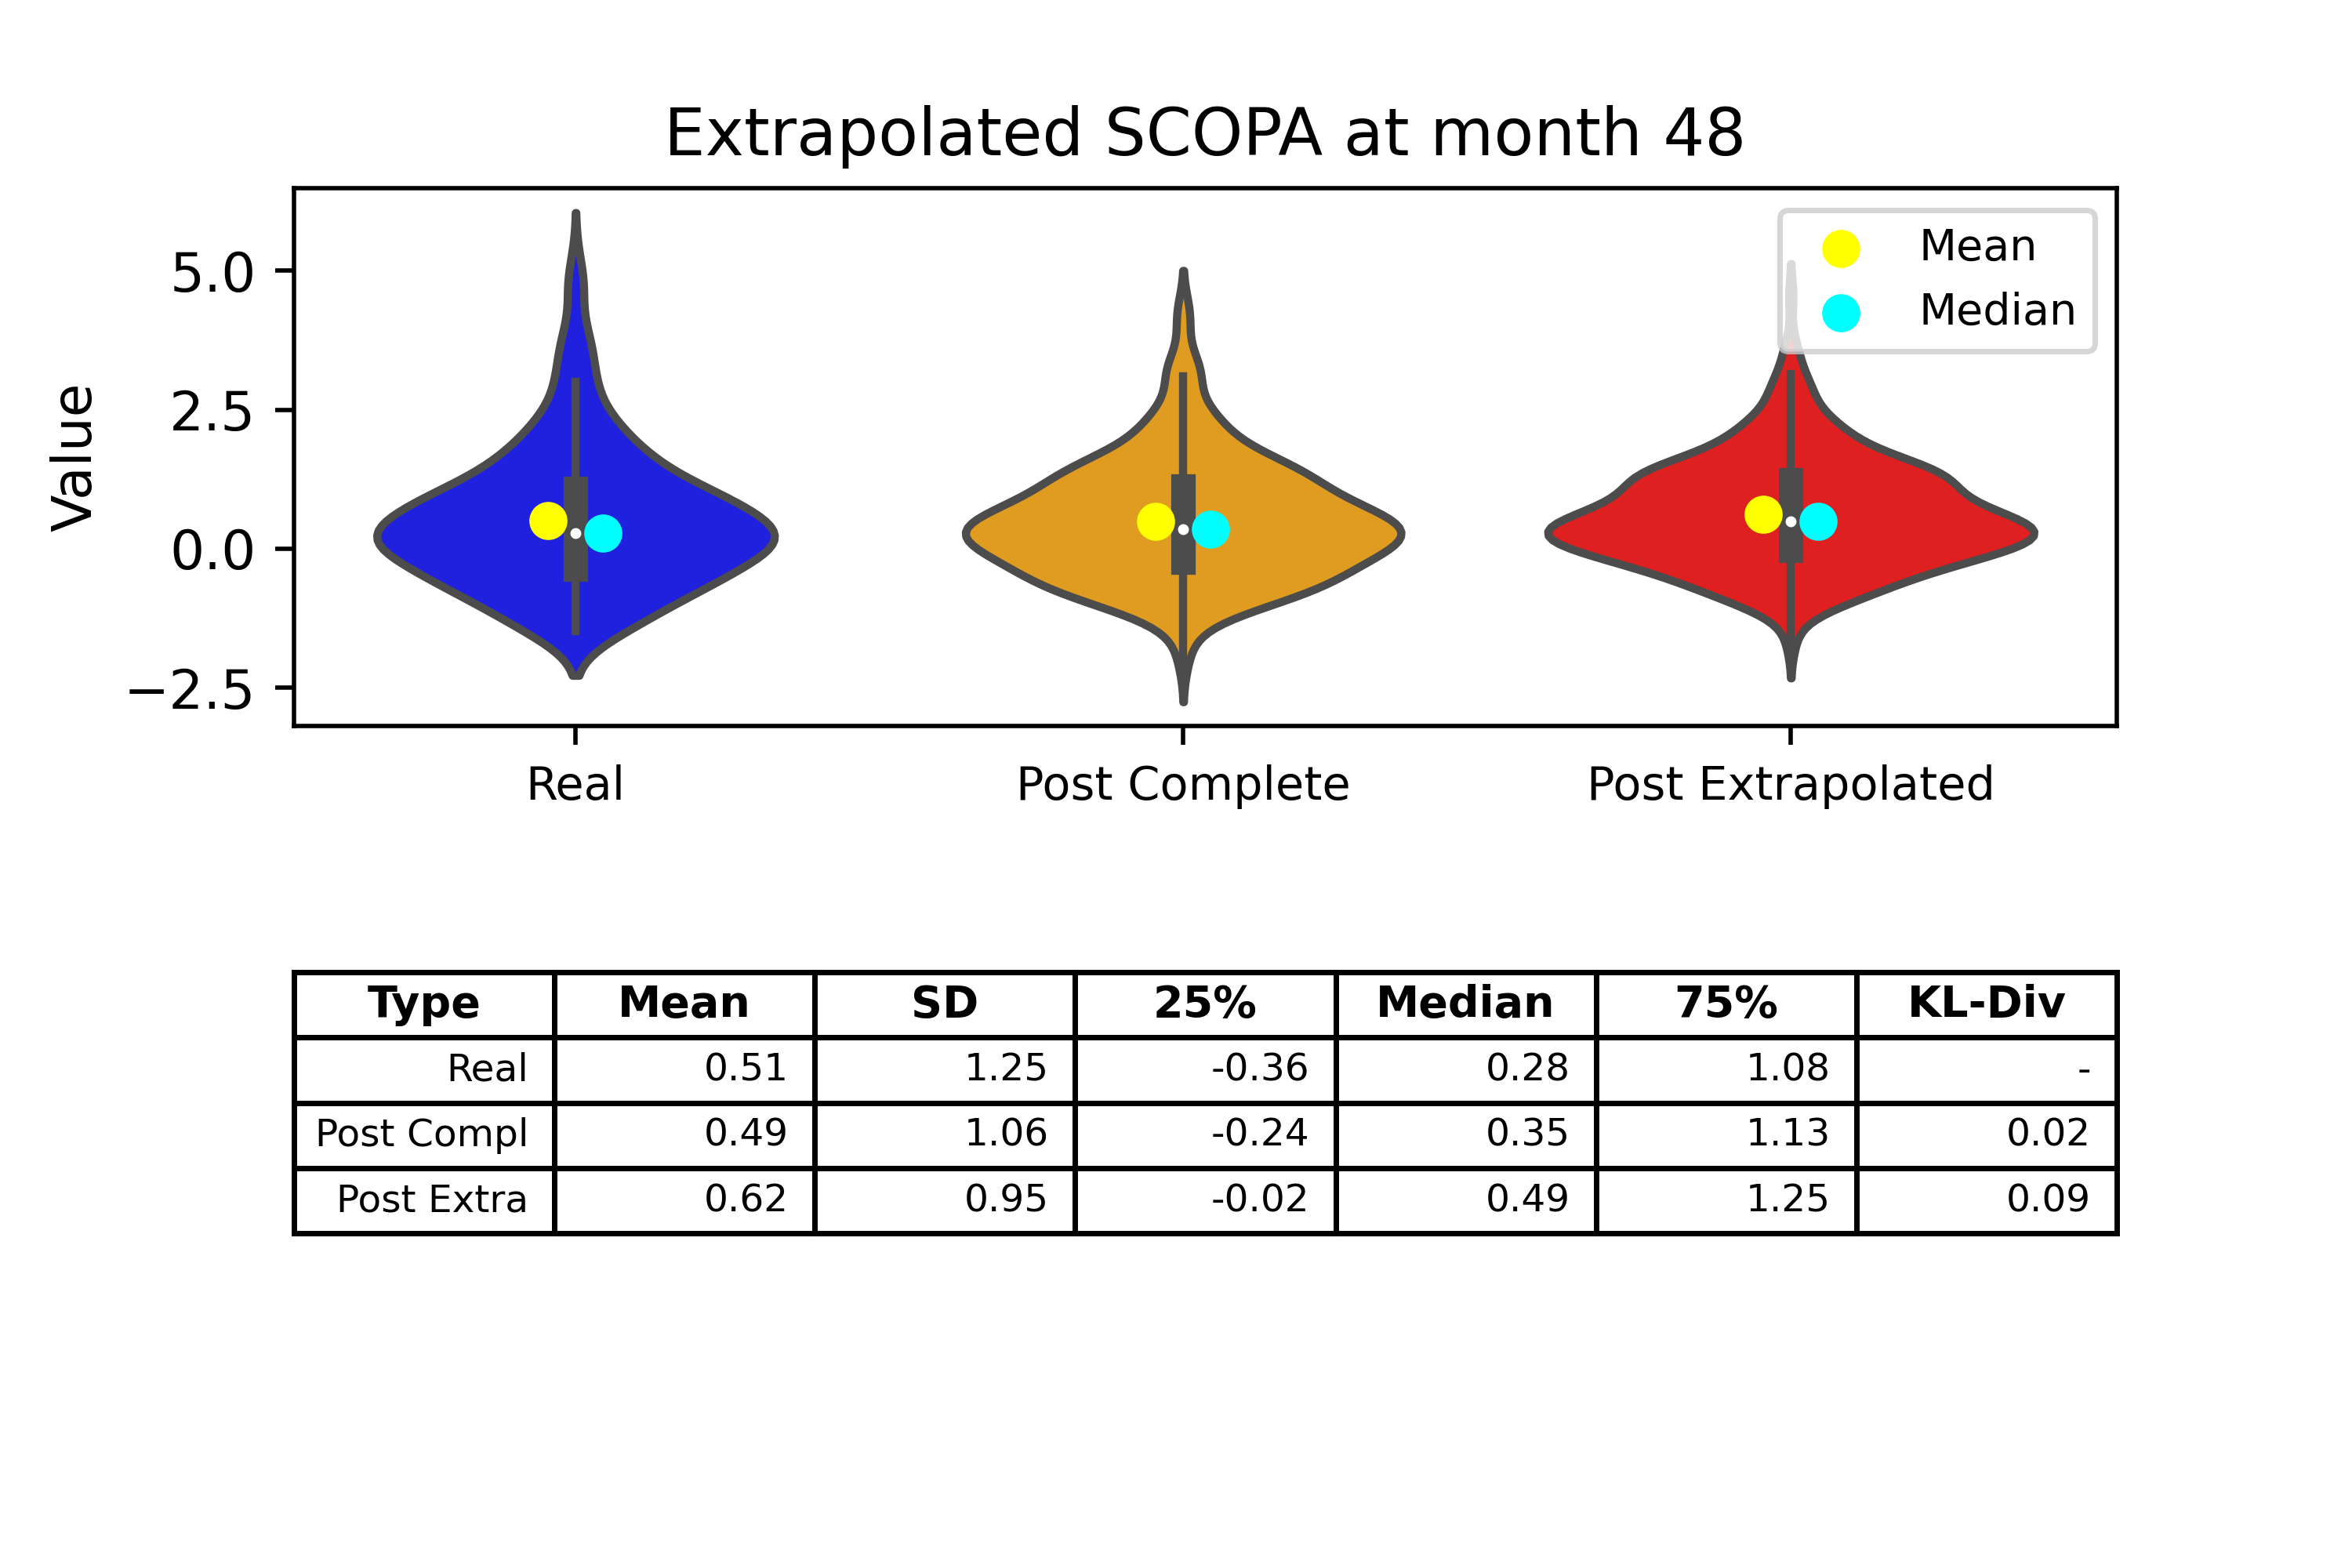 Extrapolated SCOPA at month 48
Value
5.0
2.5
0.0
−2.5
Mean
Median
Real Post Complete Post Extrapolated
Type Mean SD 25% Median 75% KL-Div
Real 0.51 1.25 -0.36 0.28 1.08 -
Post Compl 0.49 1.06 -0.24 0.35 1.13 0.02
Post Extra 0.62 0.95 -0.02 0.49 1.25 0.09